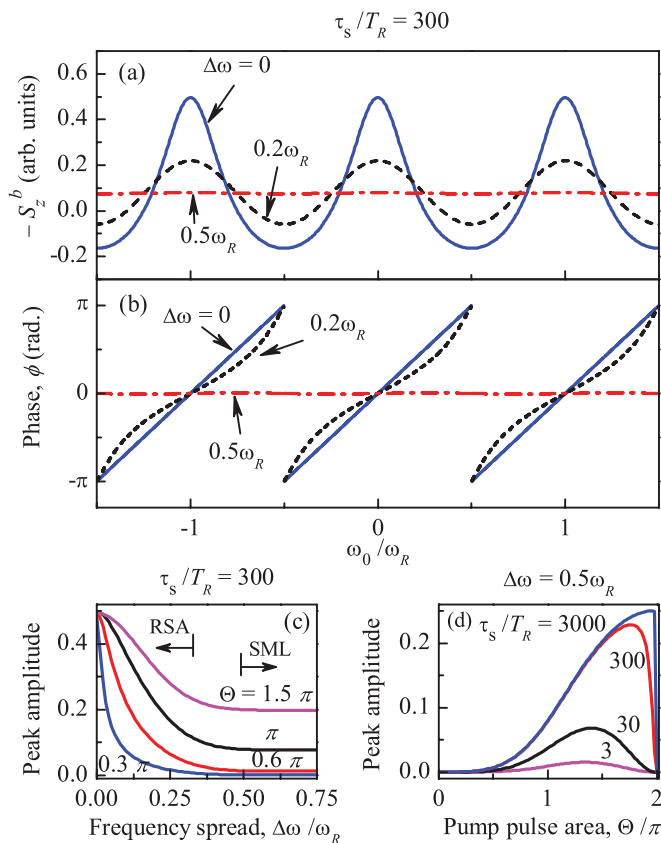 τs/TR = 300
(a)
Δω = 0
0.2ωR
0.5ωR
− Szb (arb. units)
0.6
0.4
0.2
0.0
-0.2
(b)
Δω = 0
0.2ωR
0.5ωR
Phase, ϕ (rad.)
π
0
-π
-1 0 1
ω0/ωR
τs/TR = 300
(c)
RSA
SML
Θ = 1.5 π
π
0.6 π
0.3 π
Peak amplitude
0.4
0.2
0.0
0.00 0.25 0.50 0.75
Frequency spread, Δω/ωR
Δω = 0.5ωR
(d) τs/TR = 3000
300
30
3
Peak amplitude
0.2
0.1
0.0
0 1 2
Pump pulse area, Θ/π